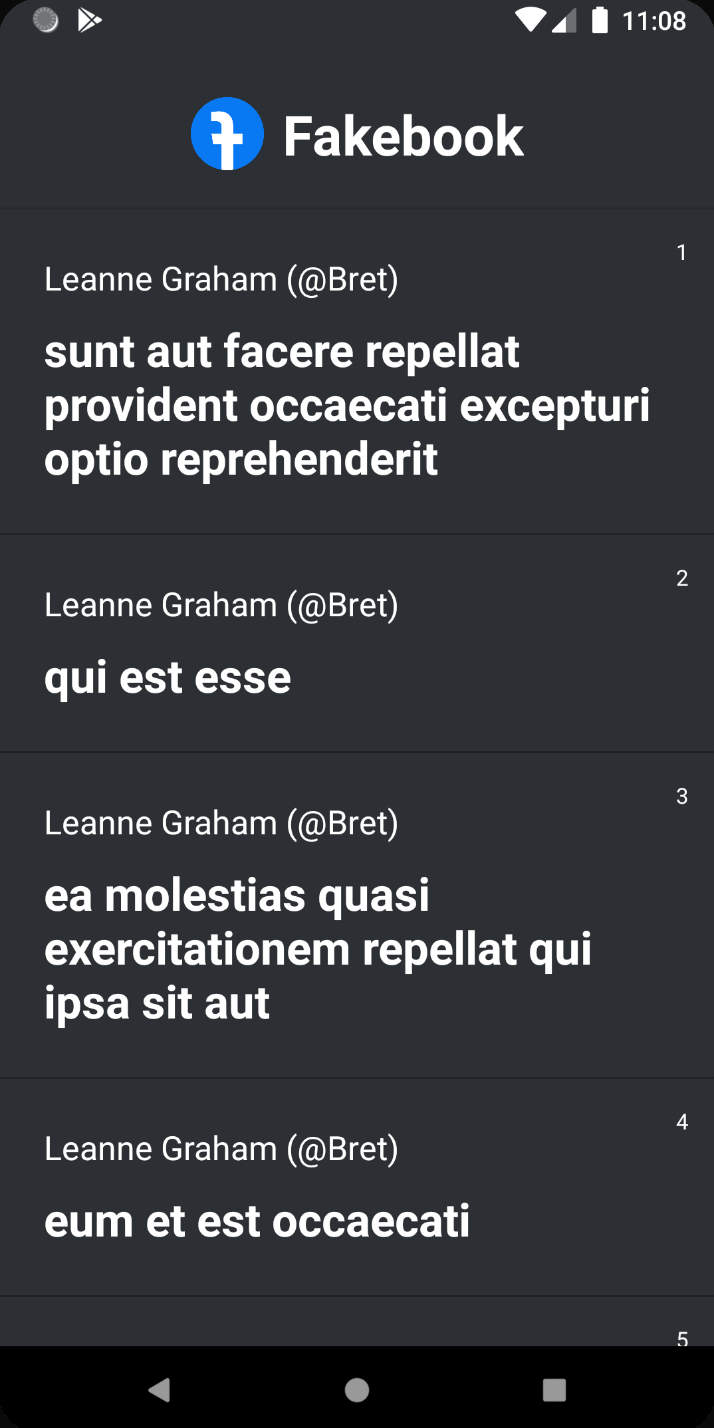 11:08
Fakebook
1
Leanne Graham (@Bret)
sunt aut facere repellat
provident occaecati excepturi
optio reprehenderit
2
Leanne Graham (@Bret)
qui est esse
3
Leanne Graham (@Bret)
ea molestias quasi
exercitationem repellat qui
ipsa sit aut
4
Leanne Graham (@Bret)
eum et est occaecati
5